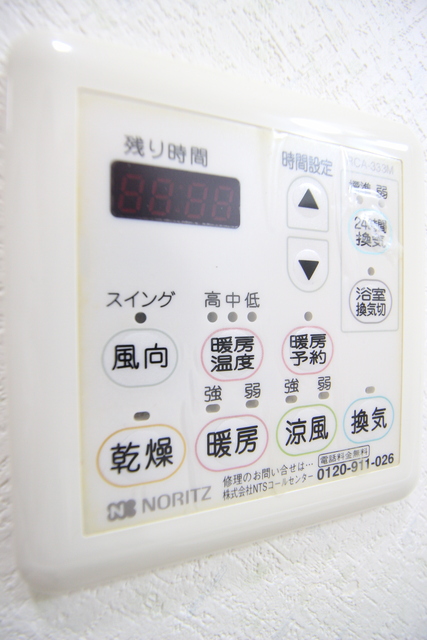 残り時間
時間設定
標準 弱
24時間
換気
浴室
換気切
スイング
高 中 低
風向
暖房
温度
暖房
予約
強 弱
強 弱
乾燥
暖房
涼風
換気
修理のお問い合せは…
電話料金無料
株式会社NTSコールセンター
0120-911-026
NORITZ